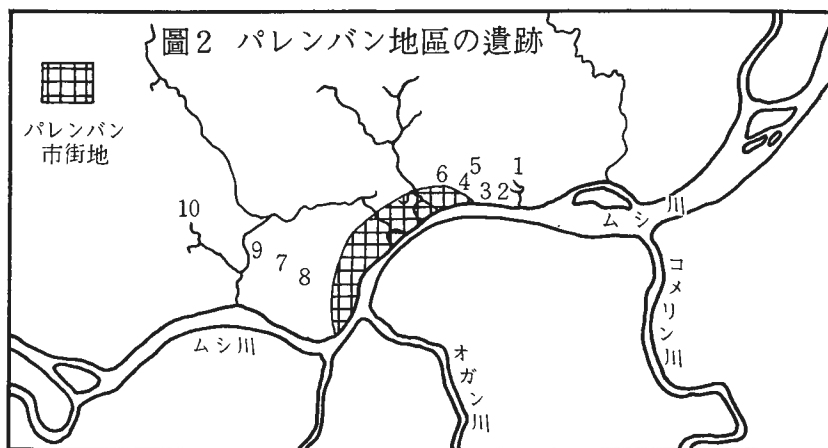 圖2 パレンバン地區の遺跡
パレンバン
市街地
1
5
6
4
3
2
10
9
7
8
ムシ川
コメリン川
ムシ川
オガン川